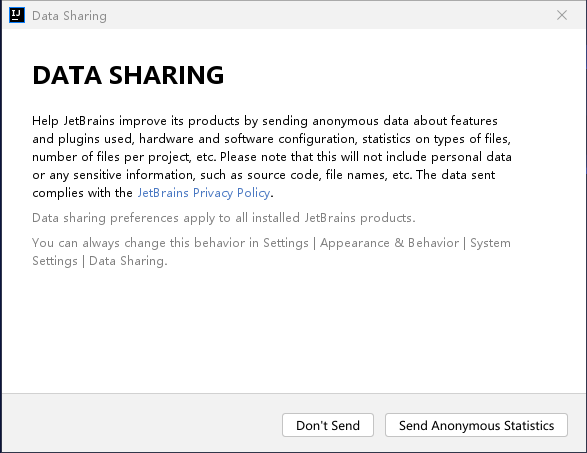 IJ
Data Sharing
DATA SHARING
Help JetBrains improve its products by sending anonymous data about features
and plugins used, hardware and software configuration, statistics on types of files,
number of files per project, etc. Please note that this will not include personal data
or any sensitive information, such as source code, file names, etc. The data sent
complies with the JetBrains Privacy Policy.
Data sharing preferences apply to all installed JetBrains products.
You can always change this behavior in Settings | Appearance & Behavior | System
Settings | Data Sharing.
Don't Send
Send Anonymous Statistics